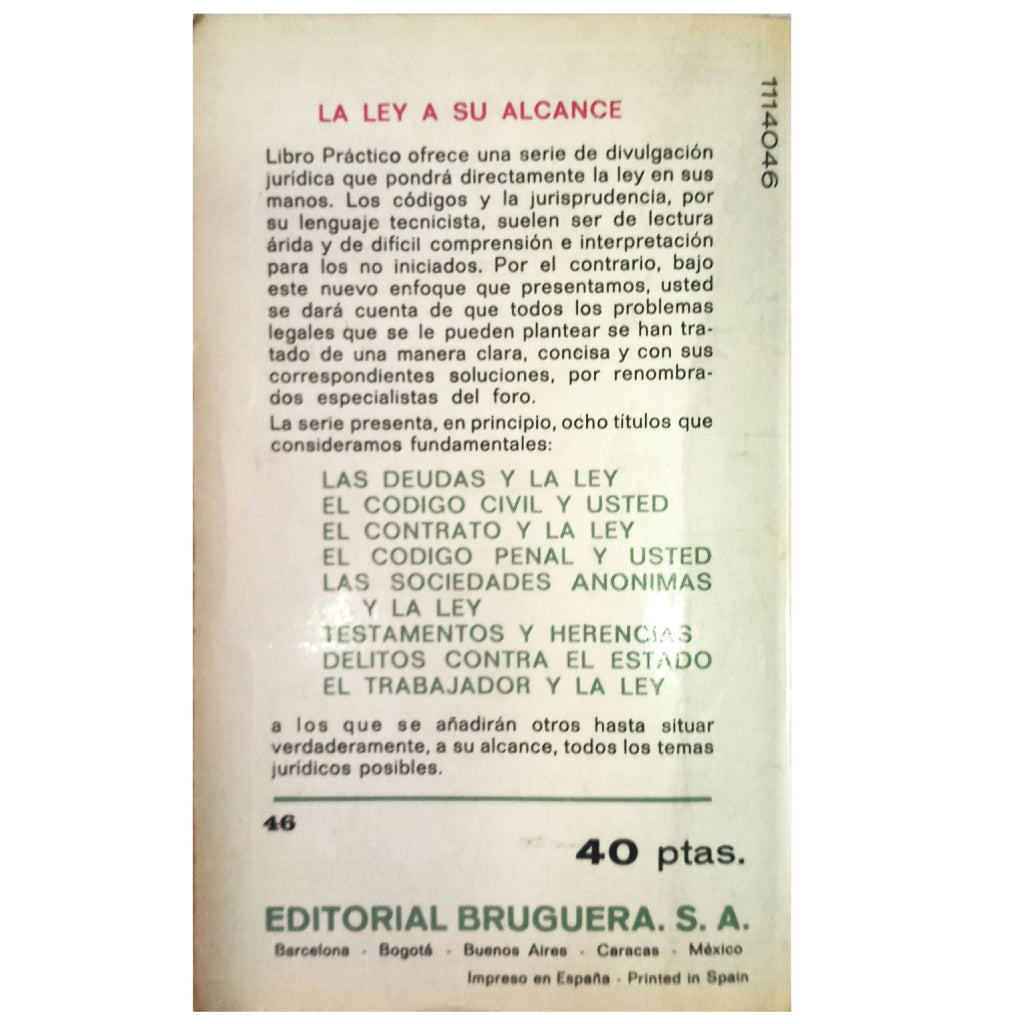 LA LEY A SU ALCANCE
1114046
Libro Práctico ofrece una serie de divulgación
jurídica que pondrá directamente la ley en sus
manos. Los códigos y la jurisprudencia, por
su lenguaje tecnicista, suelen ser de lectura
árida y de difícil comprensión e interpretación
para los no iniciados. Por el contrario, bajo
este nuevo enfoque que presentamos, usted
se dará cuenta de que todos los problemas
legales que se le pueden plantear se han tra-
tado de una manera clara, concisa y con sus
correspondientes soluciones, por renombra-
dos especialistas del foro.
La serie presenta, en principio, ocho títulos que
consideramos fundamentales:
LAS DEUDAS Y LA LEY
EL CODIGO CIVIL Y USTED
EL CONTRATO Y LA LEY
EL CODIGO PENAL Y USTED
LAS SOCIEDADES ANONIMAS
Y LA LEY
TESTAMENTOS Y HERENCIAS
DELITOS CONTRA EL ESTADO
EL TRABAJADOR Y LA LEY
a los que se añadirán otros hasta situar
verdaderamente, a su alcance, todos los temas
jurídicos posibles.
46
40 ptas.
EDITORIAL BRUGUERA. S. A.
Barcelona - Bogotá - Buenos Aires - Caracas - México
Impreso en España - Printed in Spain